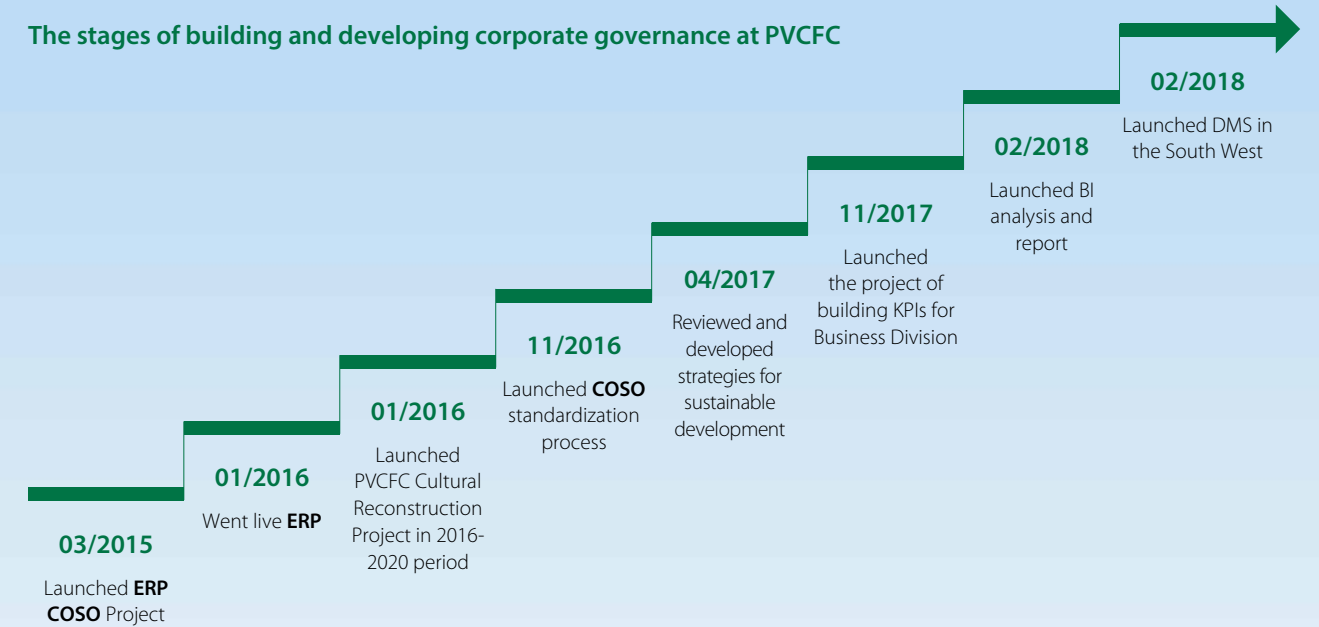 The stages of building and developing corporate governance at PVCFC
03/2015
Launched ERP
COSO Project
01/2016
Went live ERP
01/2016
Launched
PVCFC Cultural
Reconstruction
Project in 2016-
2020 period
11/2016
Launched COSO
standardization
process
04/2017
Reviewed and
developed
strategies for
sustainable
development
11/2017
Launched
the project of
building KPIs for
Business Division
02/2018
Launched BI
analysis and
report
02/2018
Launched DMS in
the South West